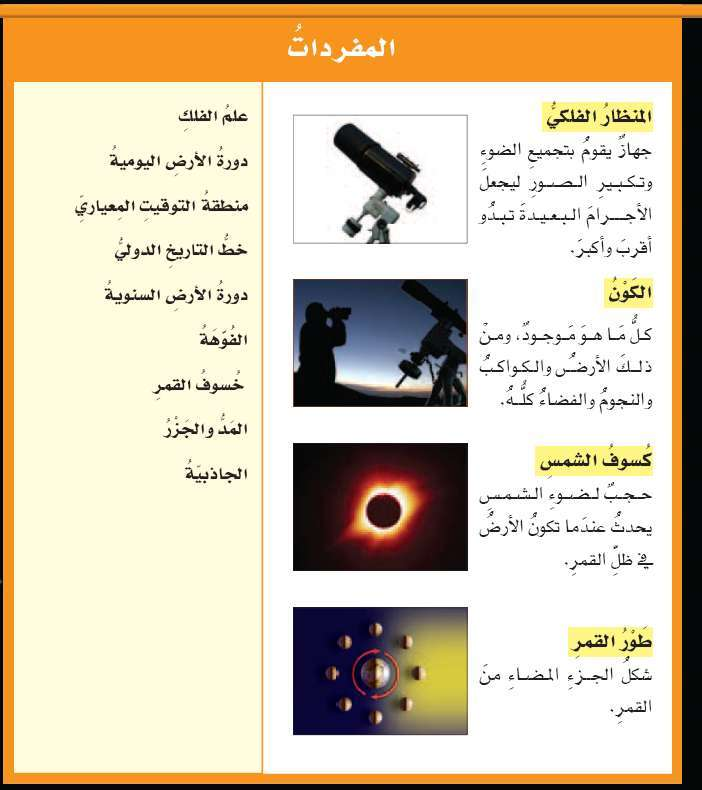 المفرداتُ
المنظارُ الفلكيُّ
جهازٌ يقومُ بتجميعِ الضوءِ
وتكبيرِ الصورِ ليجعلَ
الأجرامَ البعيدةَ تبدُو
أقربَ وأكبرَ.
الكَوْنُ
كلُّ مَا هوَ مَوجودٌ، ومنْ
ذلكَ الأرضُ والكواكبُ
والنجومُ والفضاءُ كلُّهُ.
كُسوفُ الشمسِ
حجبٌ لضوءِ الشمسِ
يحدثُ عندَما تكونُ الأرضُ
في ظلِّ القمرِ.
طَوْرُ القمرِ
شكلُ الجزءِ المضاءِ منَ
القمرِ.
علمُ الفلكِ
دورةُ الأرضِ اليوميةُ
منطقةُ التوقيتِ المِعياريِّ
خطُّ التاريخِ الدوليُّ
دورةُ الأرضِ السنويةُ
الفُوّهَةُ
خُسوفُ القمرِ
المَدُّ والجَزْرُ
الجاذبيّةُ